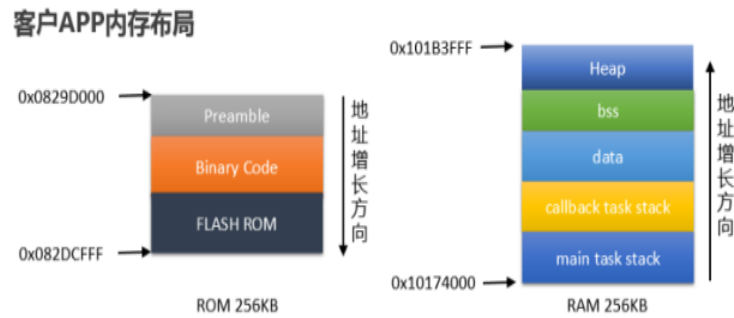 客户APP内存布局
0x0829D000
Preamble
Binary Code
FLASH ROM
0x082DCFFF
地址增长方向
ROM 256KB
0x101B3FFF
Heap
bss
data
callback task stack
main task stack
0x10174000
地址增长方向
RAM 256KB